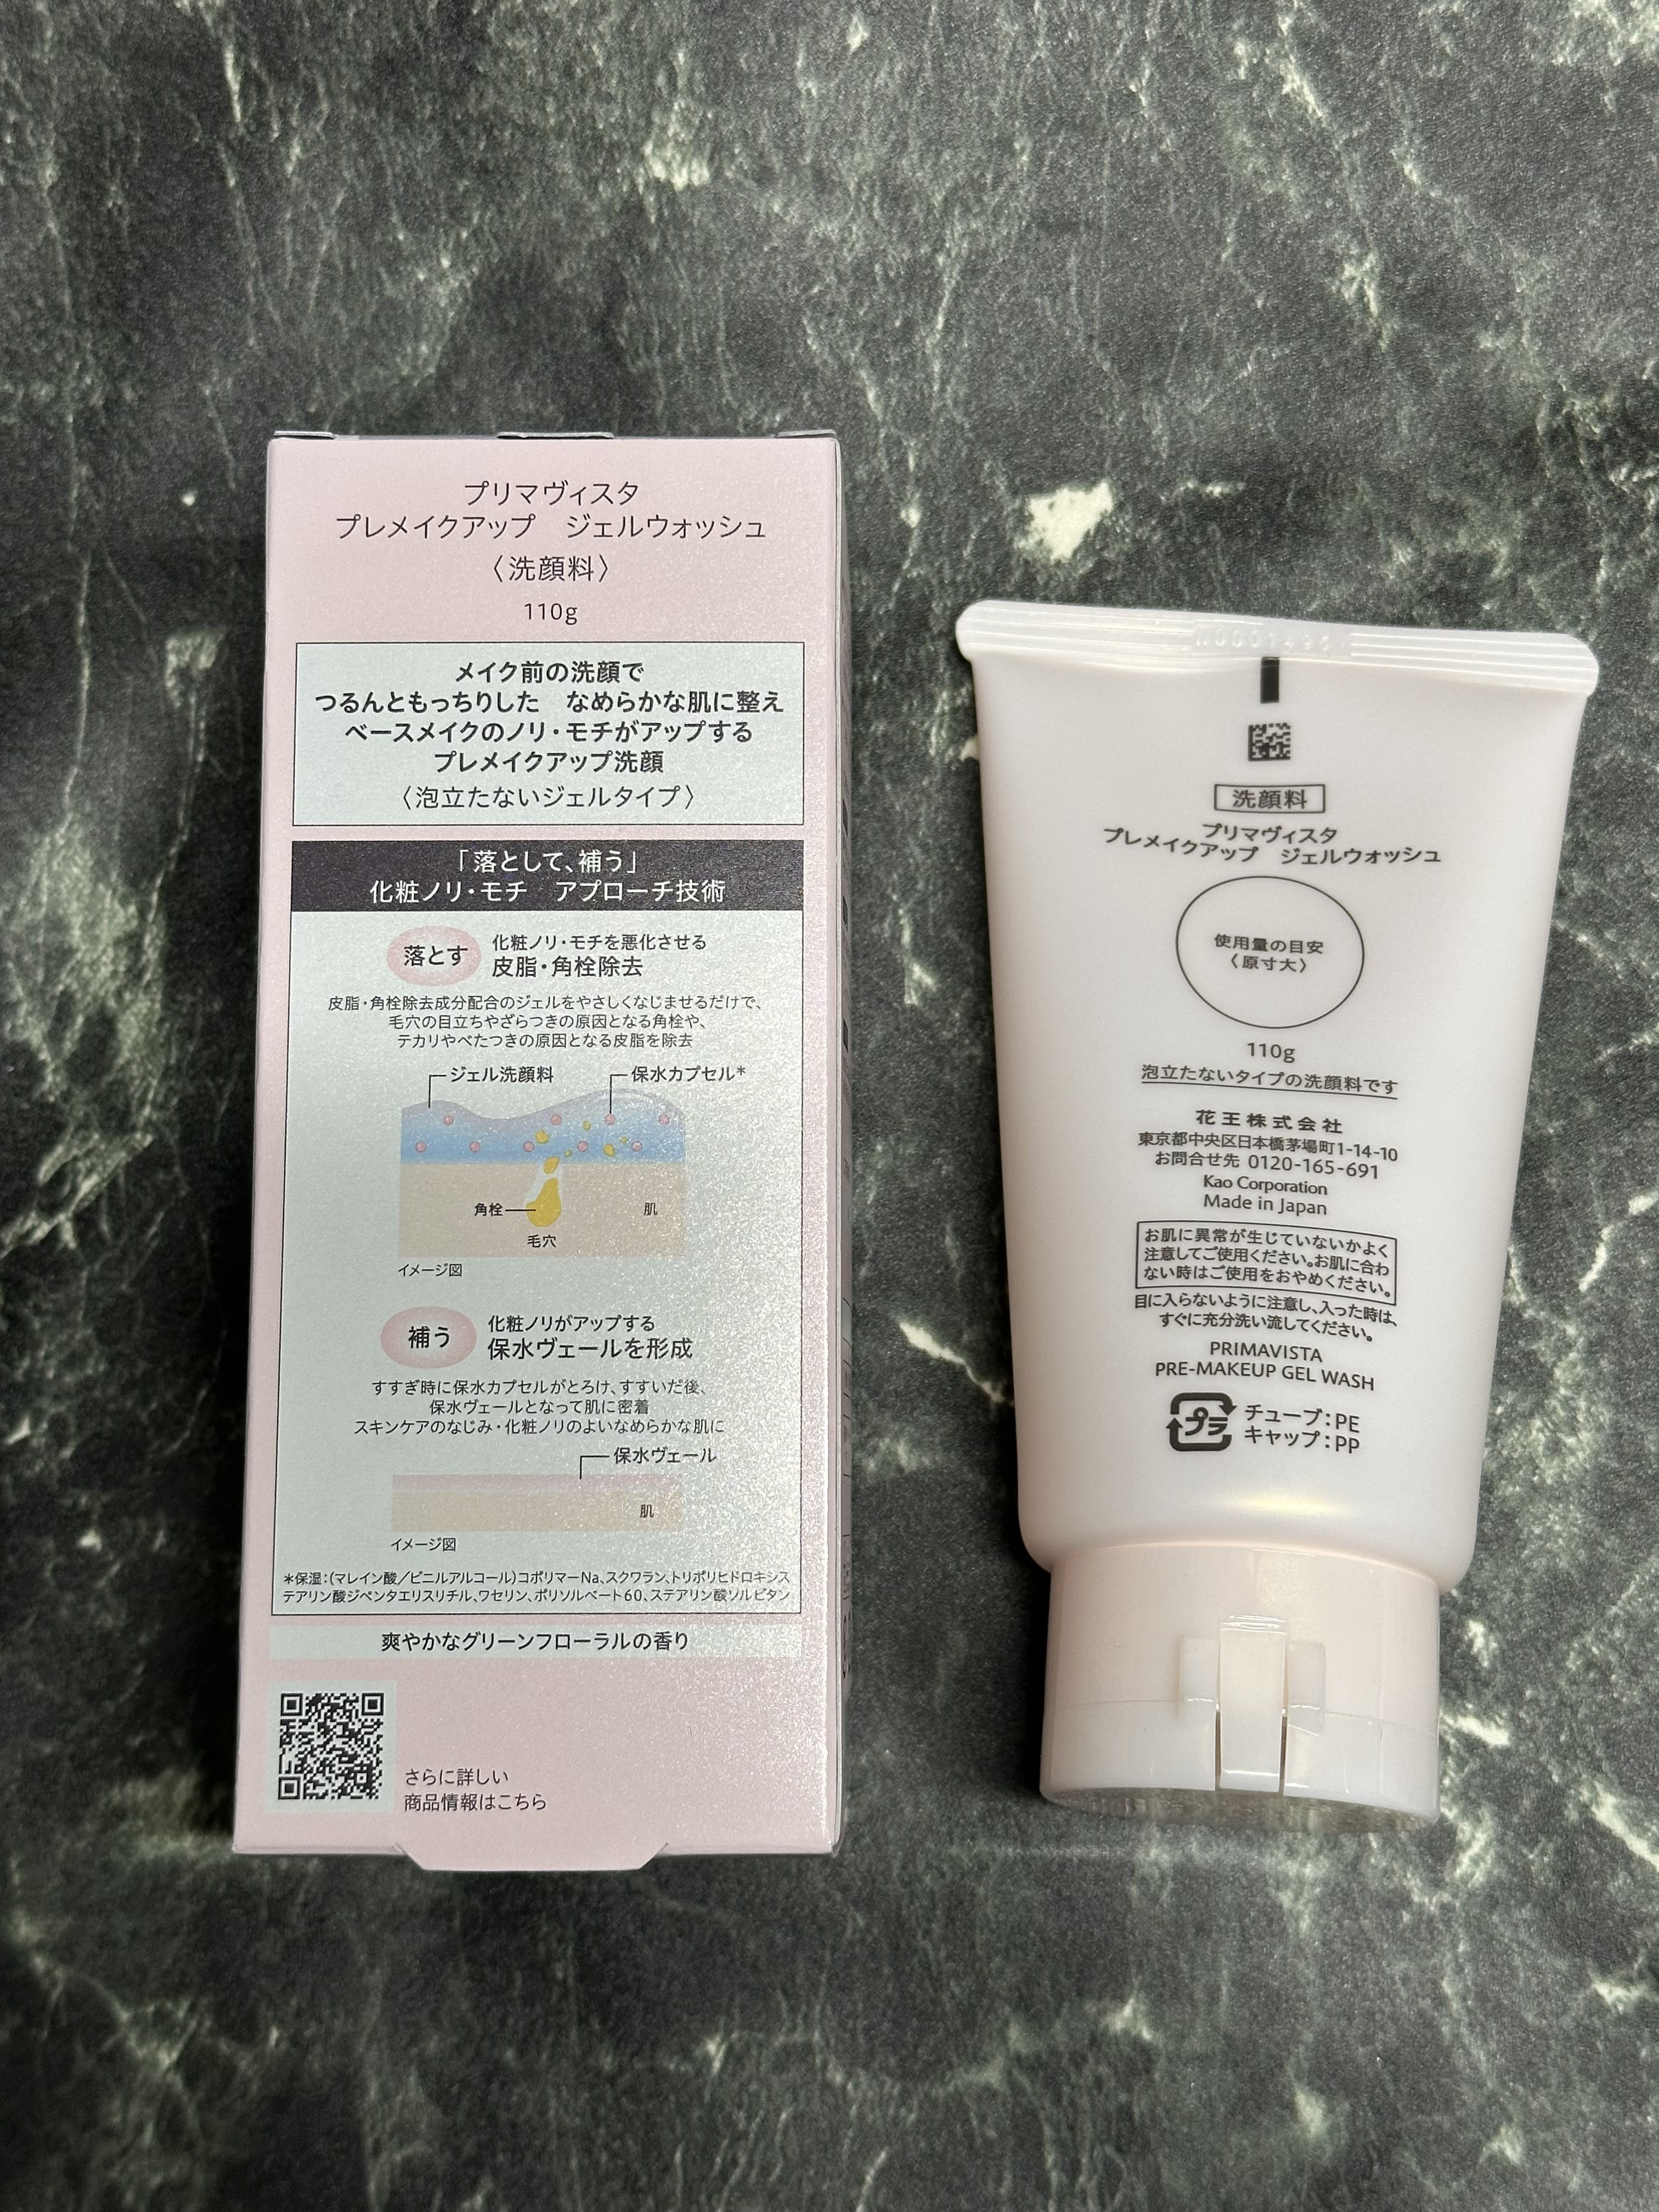 プリマヴィスタ
プレメイクアップ　ジェルウォッシュ
〈洗顔料〉
110g
メイク前の洗顔で
つるんともっちりした　なめらかな肌に整え
ベースメイクのノリ・モチがアップする
プレメイクアップ洗顔
〈泡立たないジェルタイプ〉
「落として、補う」
化粧ノリ・モチ　アプローチ技術
落とす
化粧ノリ・モチを悪化させる
皮脂・角栓除去
皮脂・角栓除去成分配合のジェルをやさしくなじませるだけで、
毛穴の目立ちやざらつきの原因となる角栓や、
テカリやべたつきの原因となる皮脂を除去
ジェル洗顔料
保水カプセル*
角栓
肌
毛穴
イメージ図
補う
化粧ノリがアップする
保水ヴェールを形成
すすぎ時に保水カプセルがとろけ、すすいだ後、
保水ヴェールとなって肌に密着
スキンケアのなじみ・化粧ノリのよいなめらかな肌に
保水ヴェール
肌
イメージ図
*保湿：(マレイン酸／ビニルアルコール)コポリマーNa、スクワラン、トリポリヒドロキシス
テアリン酸ジペンタエリスリチル、ワセリン、ポリソルベート60、ステアリン酸ソルビタン
爽やかなグリーンフローラルの香り
さらに詳しい
商品情報はこちら
洗顔料
プリマヴィスタ
プレメイクアップ　ジェルウォッシュ
使用量の目安
〈原寸大〉
110g
泡立たないタイプの洗顔料です
花王株式会社
東京都中央区日本橋茅場町1-14-10
お問合せ先 0120-165-691
Kao Corporation
Made in Japan
お肌に異常が生じていないかよく
注意してご使用ください。お肌に合わ
ない時はご使用をおやめください。
目に入らないように注意し、入った時は、
すぐに充分洗い流してください。
PRIMAVISTA
PRE-MAKEUP GEL WASH
プラ
チューブ：PE
キャップ：PP